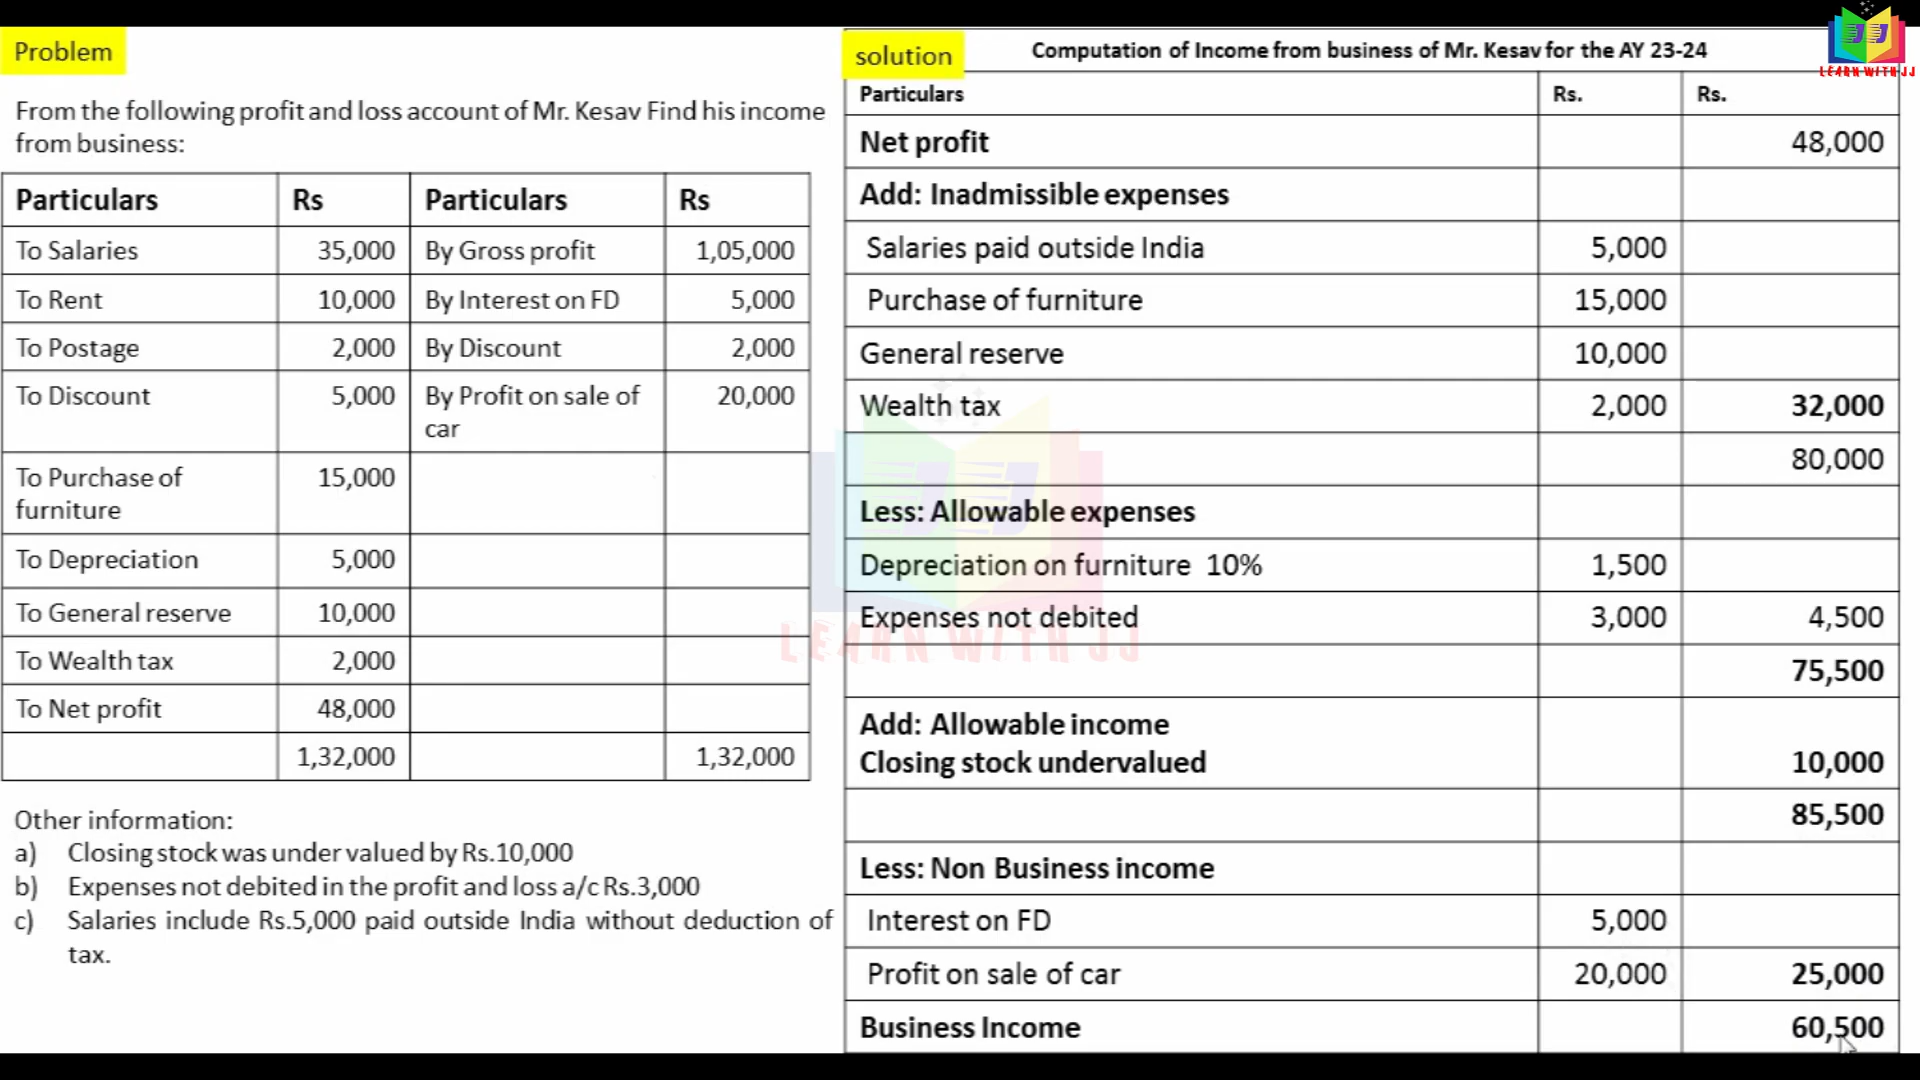 Problem
From the following profit and loss account of Mr. Kesav Find his income
from business:
Particulars Rs Particulars Rs
To Salaries 35,000 By Gross profit 1,05,000
To Rent 10,000 By Interest on FD 5,000
To Postage 2,000 By Discount 2,000
To Discount 5,000 By Profit on sale of 20,000
car
To Purchase of 15,000
furniture
To Depreciation 5,000
To General reserve 10,000
To Wealth tax 2,000
To Net profit 48,000
1,32,000 1,32,000
Other information:
a) Closing stock was under valued by Rs.10,000
b) Expenses not debited in the profit and loss a/c Rs.3,000
c) Salaries include Rs.5,000 paid outside India without deduction of
tax.
solution
Computation of Income from business of Mr. Kesav for the AY 23-24
Particulars Rs. Rs.
Net profit 48,000
Add: Inadmissible expenses
Salaries paid outside India 5,000
Purchase of furniture 15,000
General reserve 10,000
Wealth tax 2,000 32,000
80,000
Less: Allowable expenses
Depreciation on furniture 10% 1,500
Expenses not debited 3,000 4,500
75,500
Add: Allowable income
Closing stock undervalued 10,000
85,500
Less: Non Business income
Interest on FD 5,000
Profit on sale of car 20,000 25,000
Business Income 60,500
JJ
LEARN WITH JJ
JJ
LEARN WITH JJ